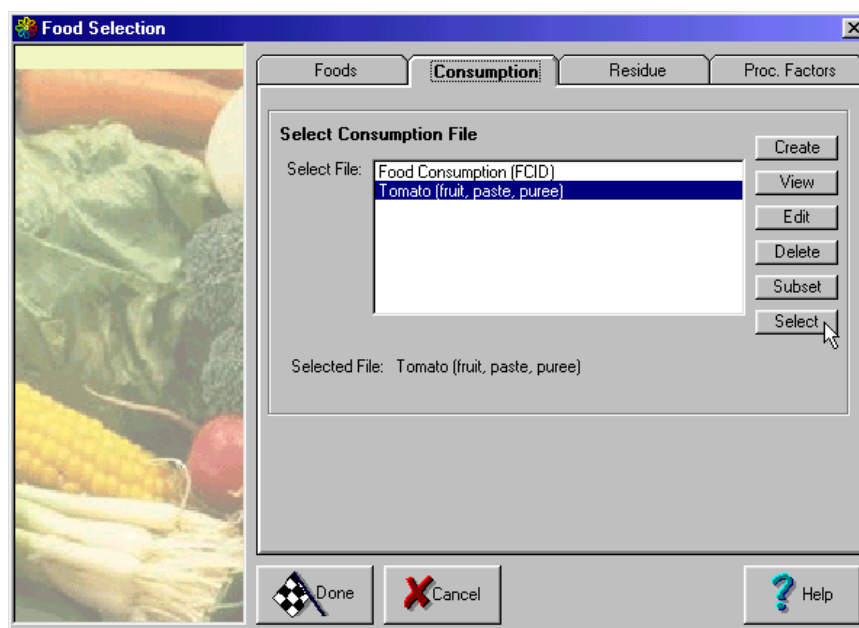 Food Selection
Foods Consumption Residue Proc. Factors
Select Consumption File
Select File:
Food Consumption (FCID)
Tomato (fruit, paste, puree)
Create
View
Edit
Delete
Subset
Select
Selected File: Tomato (fruit, paste, puree)
Done Cancel Help